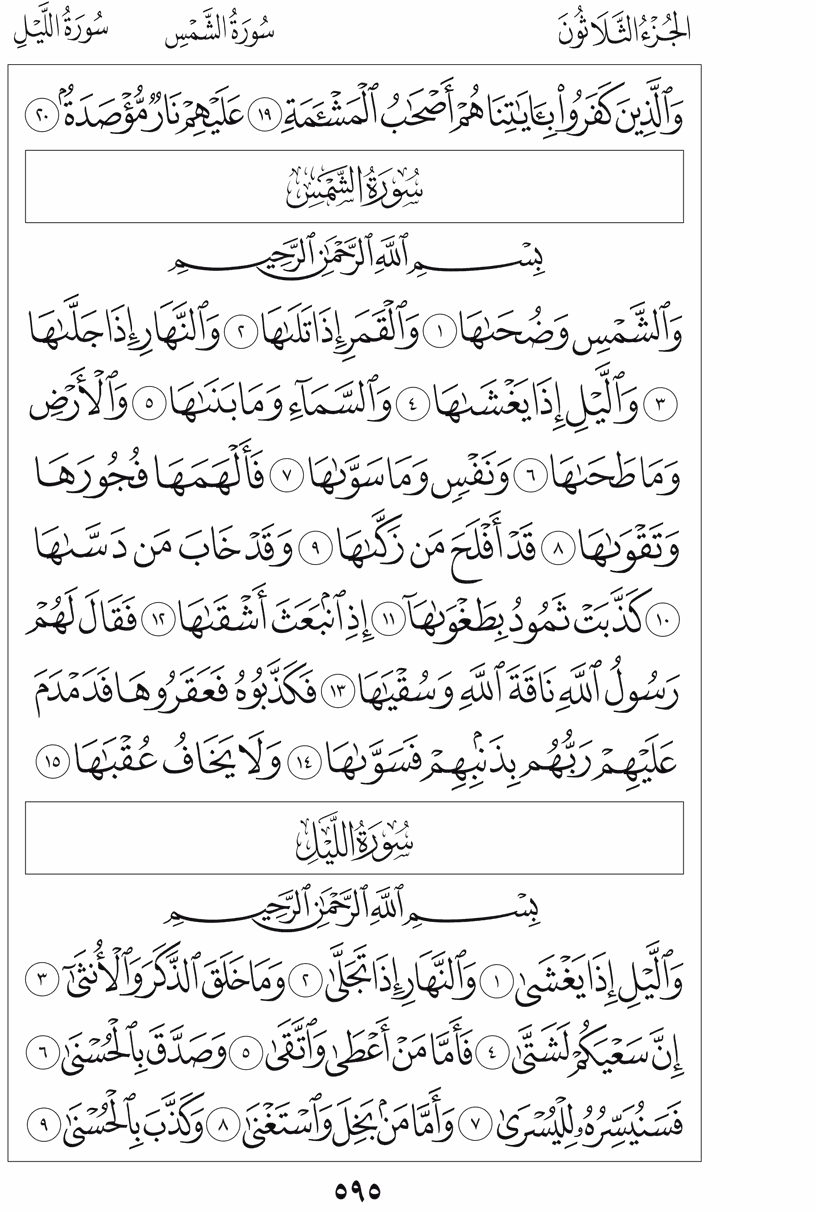 الجُزْءُ الثَّلَاثُونَ سُورَةُ الشَّمْسِ سُورَةُ اللَّيْلِ
وَٱلَّذِينَ كَفَرُواْ بِـَٔايَٰتِنَا هُمۡ أَصۡحَٰبُ ٱلۡمَشۡـَٔمَةِ ١٩ عَلَيۡهِمۡ نَارٞ مُّؤۡصَدَةُۢ ٢٠
سُورَةُ الشَّمْسِ
بِسۡمِ ٱللَّهِ ٱلرَّحۡمَٰنِ ٱلرَّحِيمِ
وَٱلشَّمۡسِ وَضُحَىٰهَا ١ وَٱلۡقَمَرِ إِذَا تَلَىٰهَا ٢ وَٱلنَّهَارِ إِذَا جَلَّىٰهَا
٣ وَٱلَّيۡلِ إِذَا يَغۡشَىٰهَا ٤ وَٱلسَّمَآءِ وَمَا بَنَىٰهَا ٥ وَٱلۡأَرۡضِ
وَمَا طَحَىٰهَا ٦ وَنَفۡسٖ وَمَا سَوَّىٰهَا ٧ فَأَلۡهَمَهَا فُجُورَهَا
وَتَقۡوَىٰهَا ٨ قَدۡ أَفۡلَحَ مَن زَكَّىٰهَا ٩ وَقَدۡ خَابَ مَن دَسَّىٰهَا
١٠ كَذَّبَتۡ ثَمُودُ بِطَغۡوَىٰهَآ ١١ إِذِ ٱنۢبَعَثَ أَشۡقَىٰهَا ١٢ فَقَالَ لَهُمۡ
رَسُولُ ٱللَّهِ نَاقَةَ ٱللَّهِ وَسُقۡيَٰهَا ١٣ فَكَذَّبُوهُ فَعَقَرُوهَا فَدَمۡدَمَ
عَلَيۡهِمۡ رَبُّهُم بِذَنۢبِهِمۡ فَسَوَّىٰهَا ١٤ وَلَا يَخَافُ عُقۡبَٰهَا ١٥
سُورَةُ اللَّيْلِ
بِسۡمِ ٱللَّهِ ٱلرَّحۡمَٰنِ ٱلرَّحِيمِ
وَٱلَّيۡلِ إِذَا يَغۡشَىٰ ١ وَٱلنَّهَارِ إِذَا تَجَلَّىٰ ٢ وَمَا خَلَقَ ٱلذَّكَرَ وَٱلۡأُنثَىٰٓ ٣
إِنَّ سَعۡيَكُمۡ لَشَتَّىٰ ٤ فَأَمَّا مَنۡ أَعۡطَىٰ وَٱتَّقَىٰ ٥ وَصَدَّقَ بِٱلۡحُسۡنَىٰ ٦
فَسَنُيَسِّرُهُۥ لِلۡيُسۡرَىٰ ٧ وَأَمَّا مَنۢ بَخِلَ وَٱسۡتَغۡنَىٰ ٨ وَكَذَّبَ بِٱلۡحُسۡنَىٰ ٩
٥٩٥